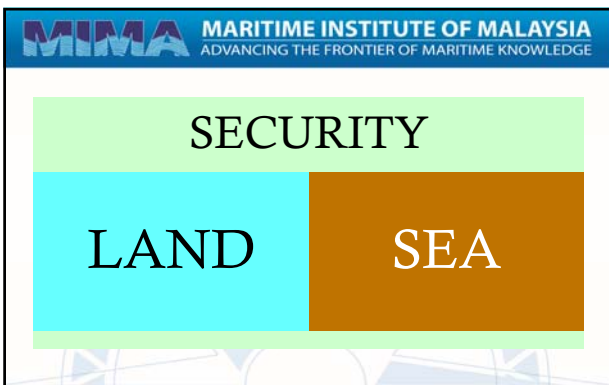 MIMA MARITIME INSTITUTE OF MALAYSIA
ADVANCING THE FRONTIER OF MARITIME KNOWLEDGE
SECURITY
LAND SEA